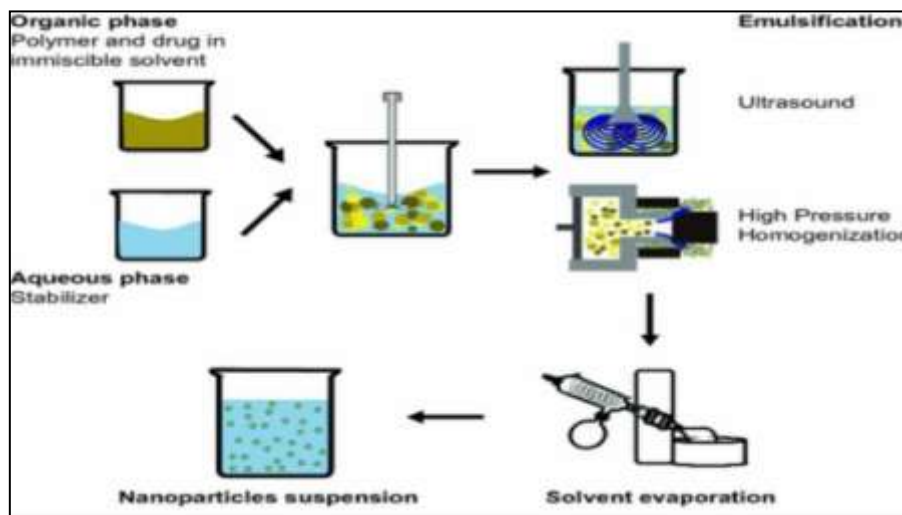 Organic phase
Polymer and drug in
immiscible solvent
Emulsification
Ultrasound
High Pressure
Homogenization
Aqueous phase
Stabilizer
Nanoparticles suspension
Solvent evaporation